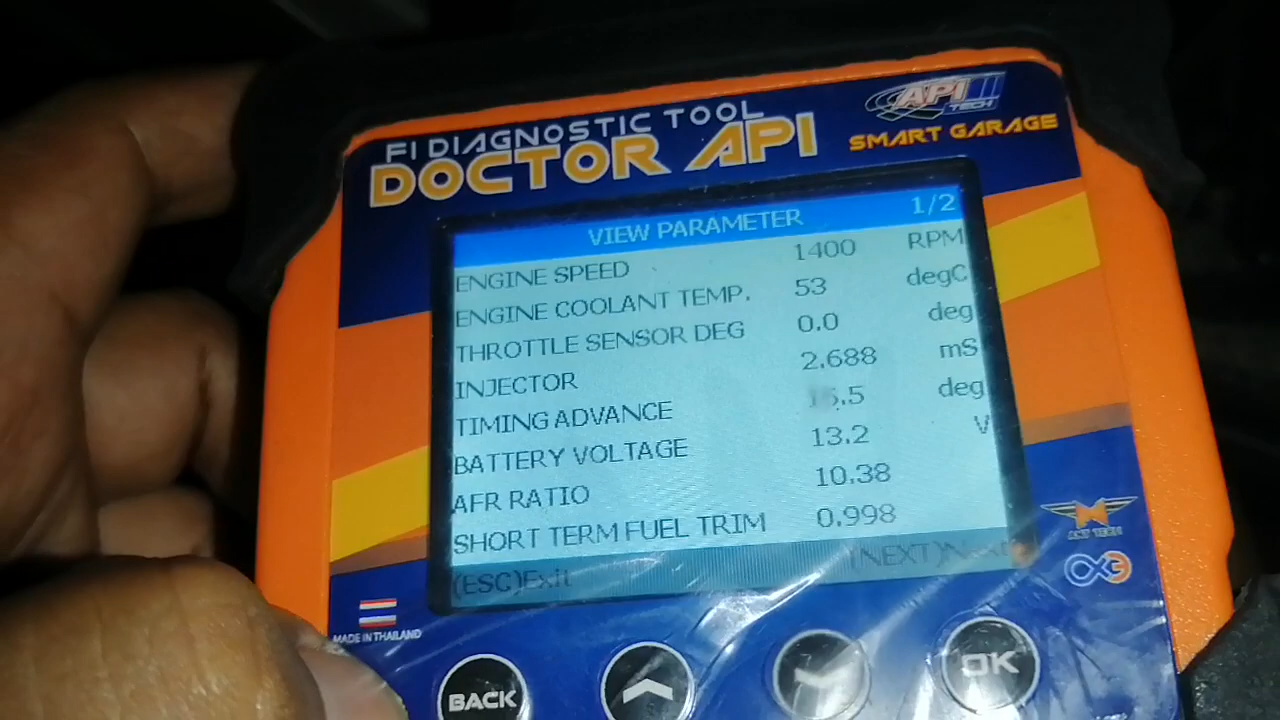 FI DIAGNOSTIC TOOL
DOCTOR API
API TECH
SMART GARAGE
VIEW PARAMETER 1/2
ENGINE SPEED 1400 RPM
ENGINE COOLANT TEMP. 53 degC
THROTTLE SENSOR DEG 0.0 deg
INJECTOR 2.688 mS
TIMING ADVANCE deg
BATTERY VOLTAGE 13.2 V
AFR RATIO 10.38
SHORT TERM FUEL TRIM 0.998
(ESC)Exit (NEXT)
MADE IN THAILAND
BACK
OK